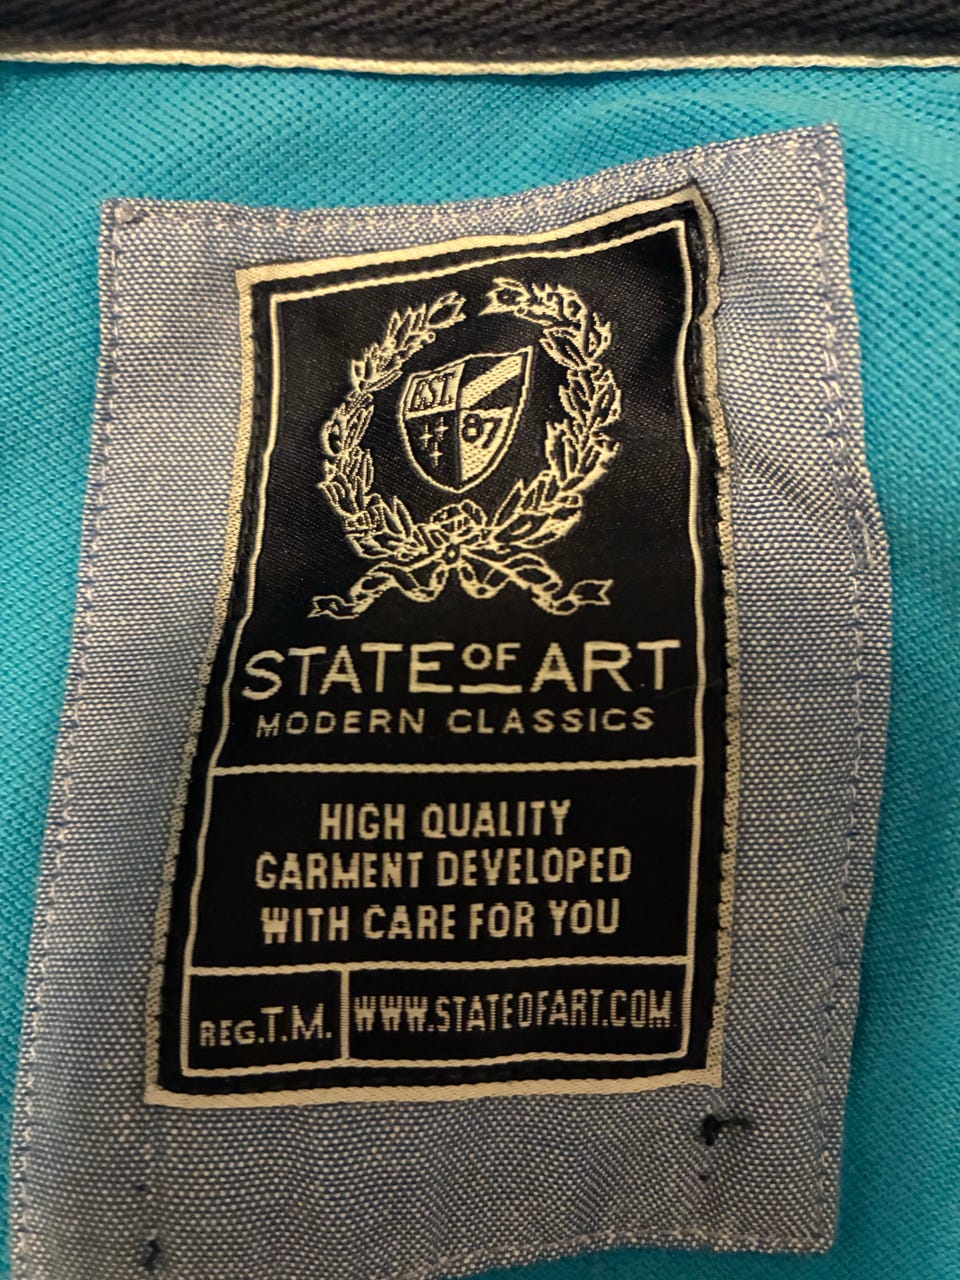 EST.
87
STATE OF ART
MODERN CLASSICS
HIGH QUALITY
GARMENT DEVELOPED
WITH CARE FOR YOU
REG.T.M. WWW.STATEOFART.COM